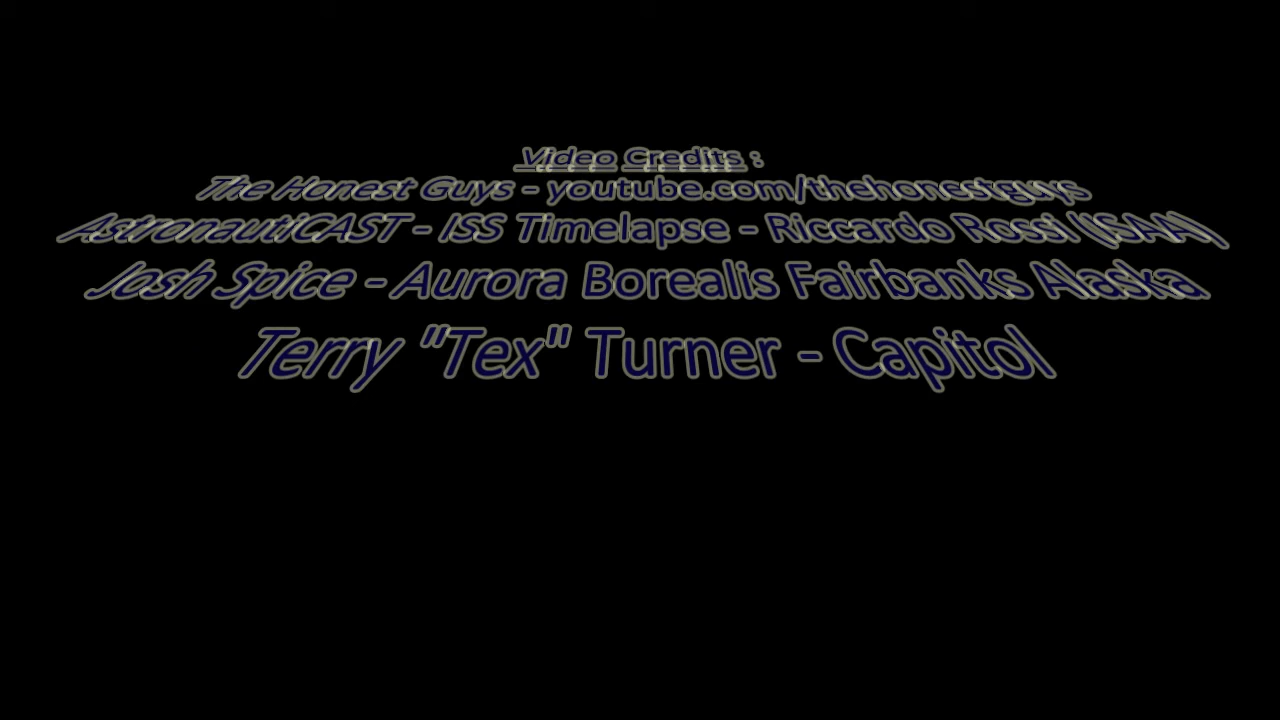 Video Credits :
The Honest Guys - youtube.com/thehonestguys
AstronautiCAST - ISS Timelapse - Riccardo Rossi (ISAA)
Josh Spice - Aurora Borealis Fairbanks Alaska
Terry "Tex" Turner - Capitol